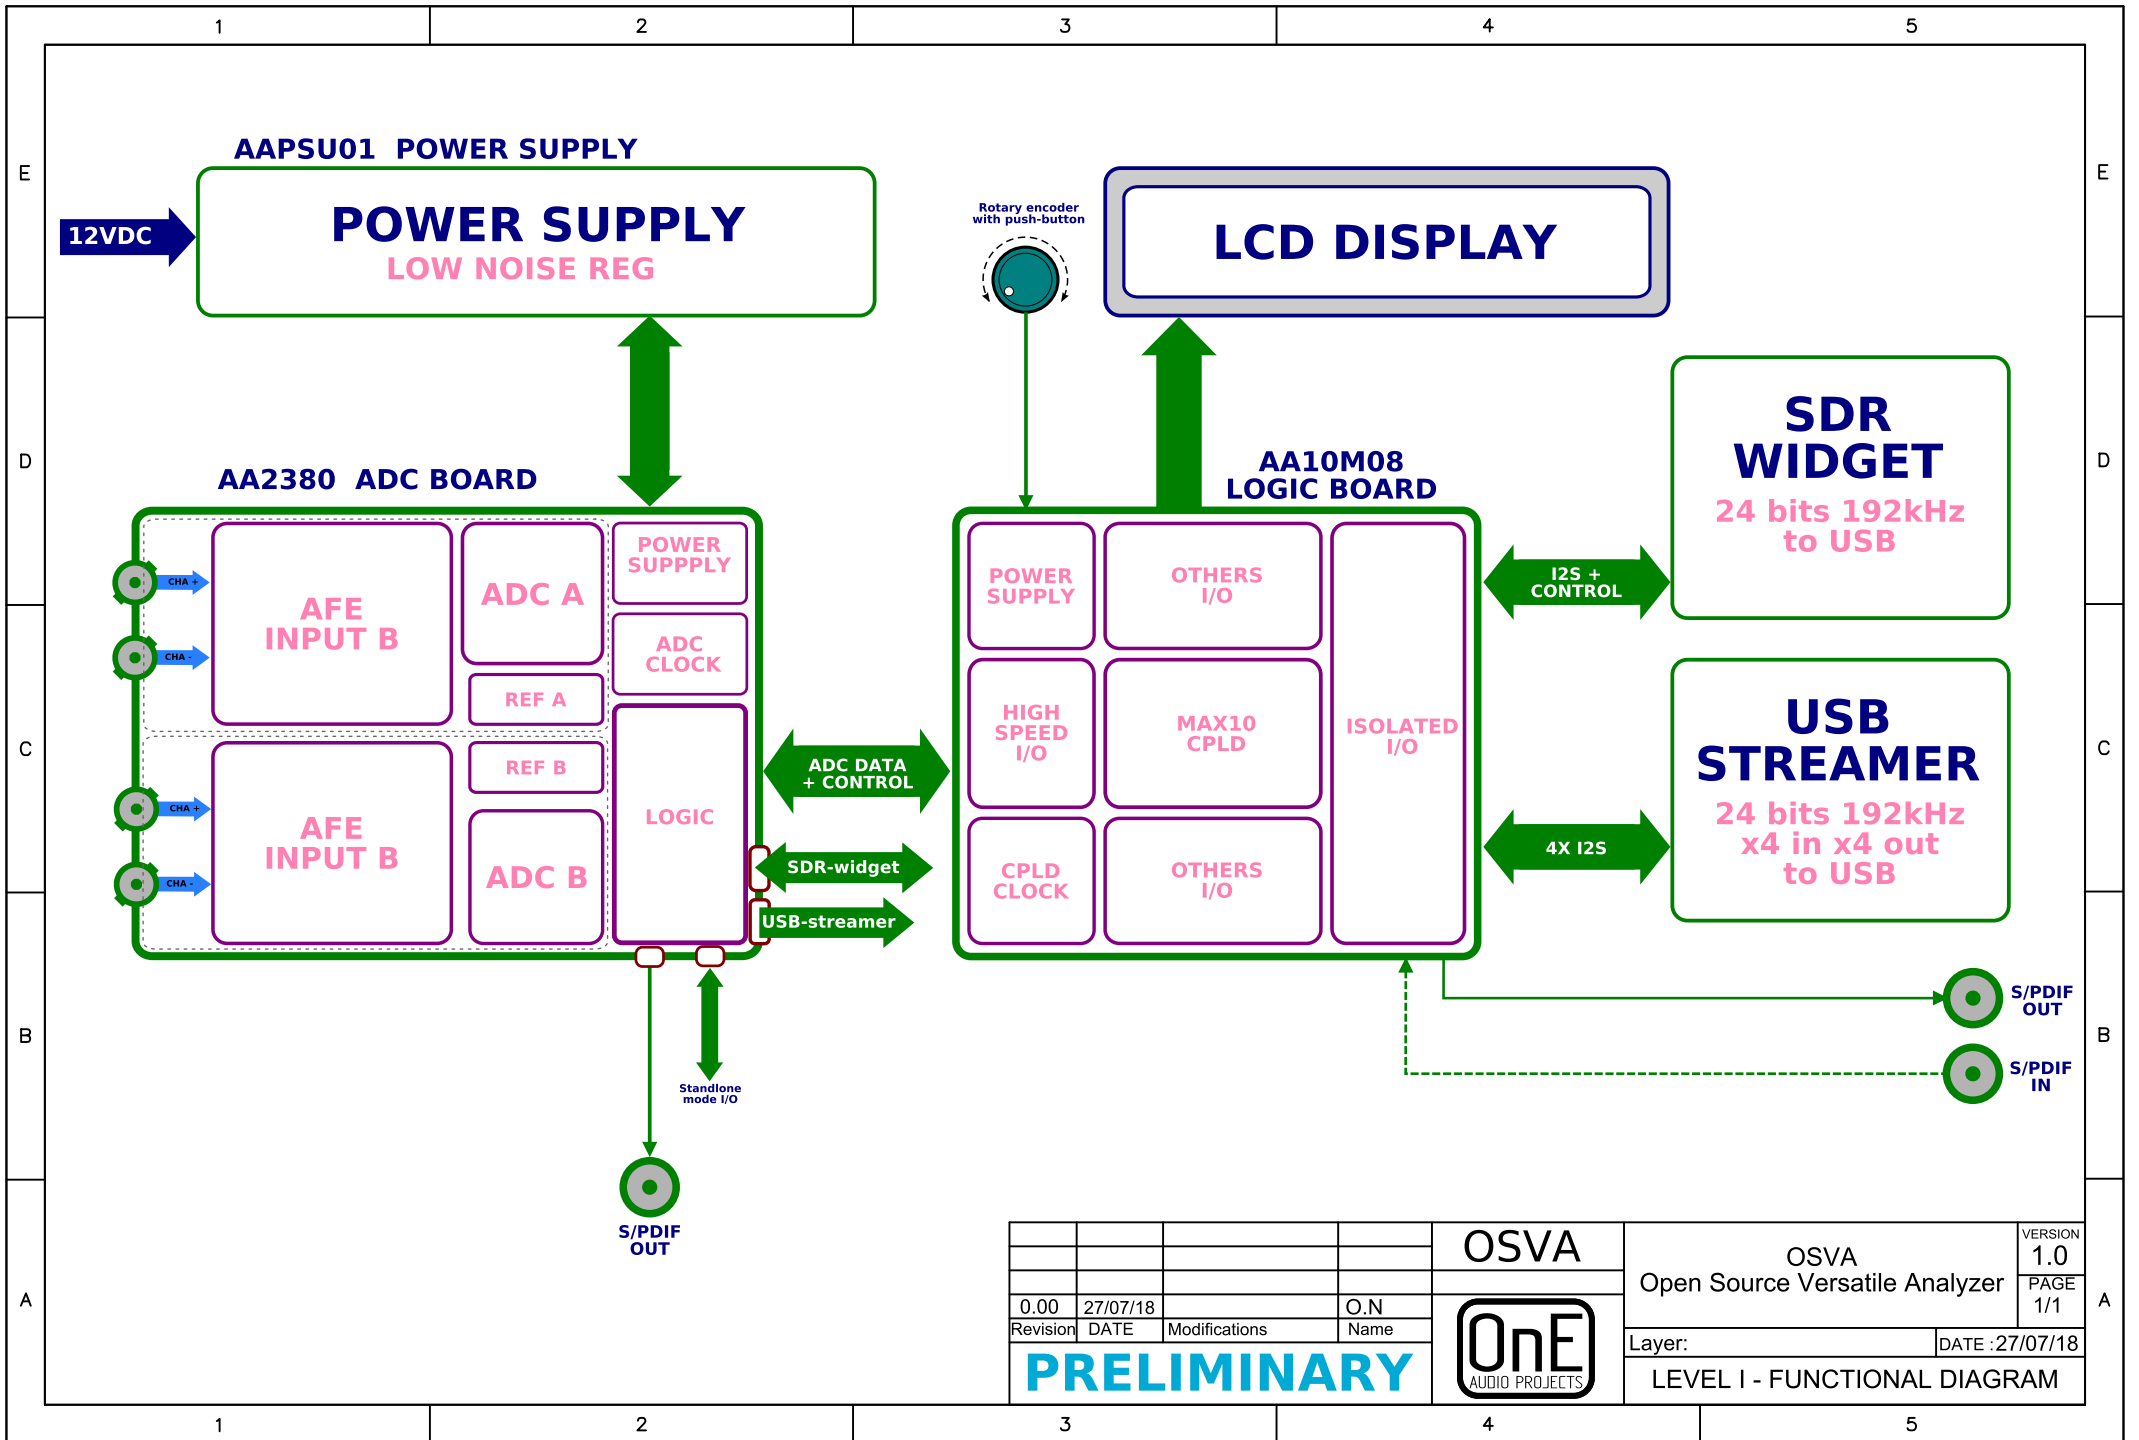 1 2 3 4 5
E
E
D
D
C
C
B
B
A
A
AAPSU01 POWER SUPPLY
12VDC
POWER SUPPLY
LOW NOISE REG
Rotary encoder
with push-button
LCD DISPLAY
AA2380 ADC BOARD
CHA +
CHA -
AFE
INPUT B
ADC A
REF A
POWER
SUPPPLY
ADC
CLOCK
CHA +
CHA -
AFE
INPUT B
REF B
ADC B
LOGIC
ADC DATA
+ CONTROL
SDR-widget
USB-streamer
S/PDIF
OUT
Standlone
mode I/O
AA10M08
LOGIC BOARD
POWER
SUPPLY
OTHERS
I/O
HIGH
SPEED
I/O
MAX10
CPLD
ISOLATED
I/O
CPLD
CLOCK
OTHERS
I/O
I2S +
CONTROL
4X I2S
SDR
WIDGET
24 bits 192kHz
to USB
USB
STREAMER
24 bits 192kHz
x4 in x4 out
to USB
S/PDIF
OUT
S/PDIF
IN
0.00 27/07/18 O.N
Revision DATE Modifications Name
PRELIMINARY
OSVA
OnE
AUDIO PROJECTS
OSVA
Open Source Versatile Analyzer
VERSION
1.0
PAGE
1/1
Layer:
DATE : 27/07/18
LEVEL I - FUNCTIONAL DIAGRAM
1 2 3 4 5